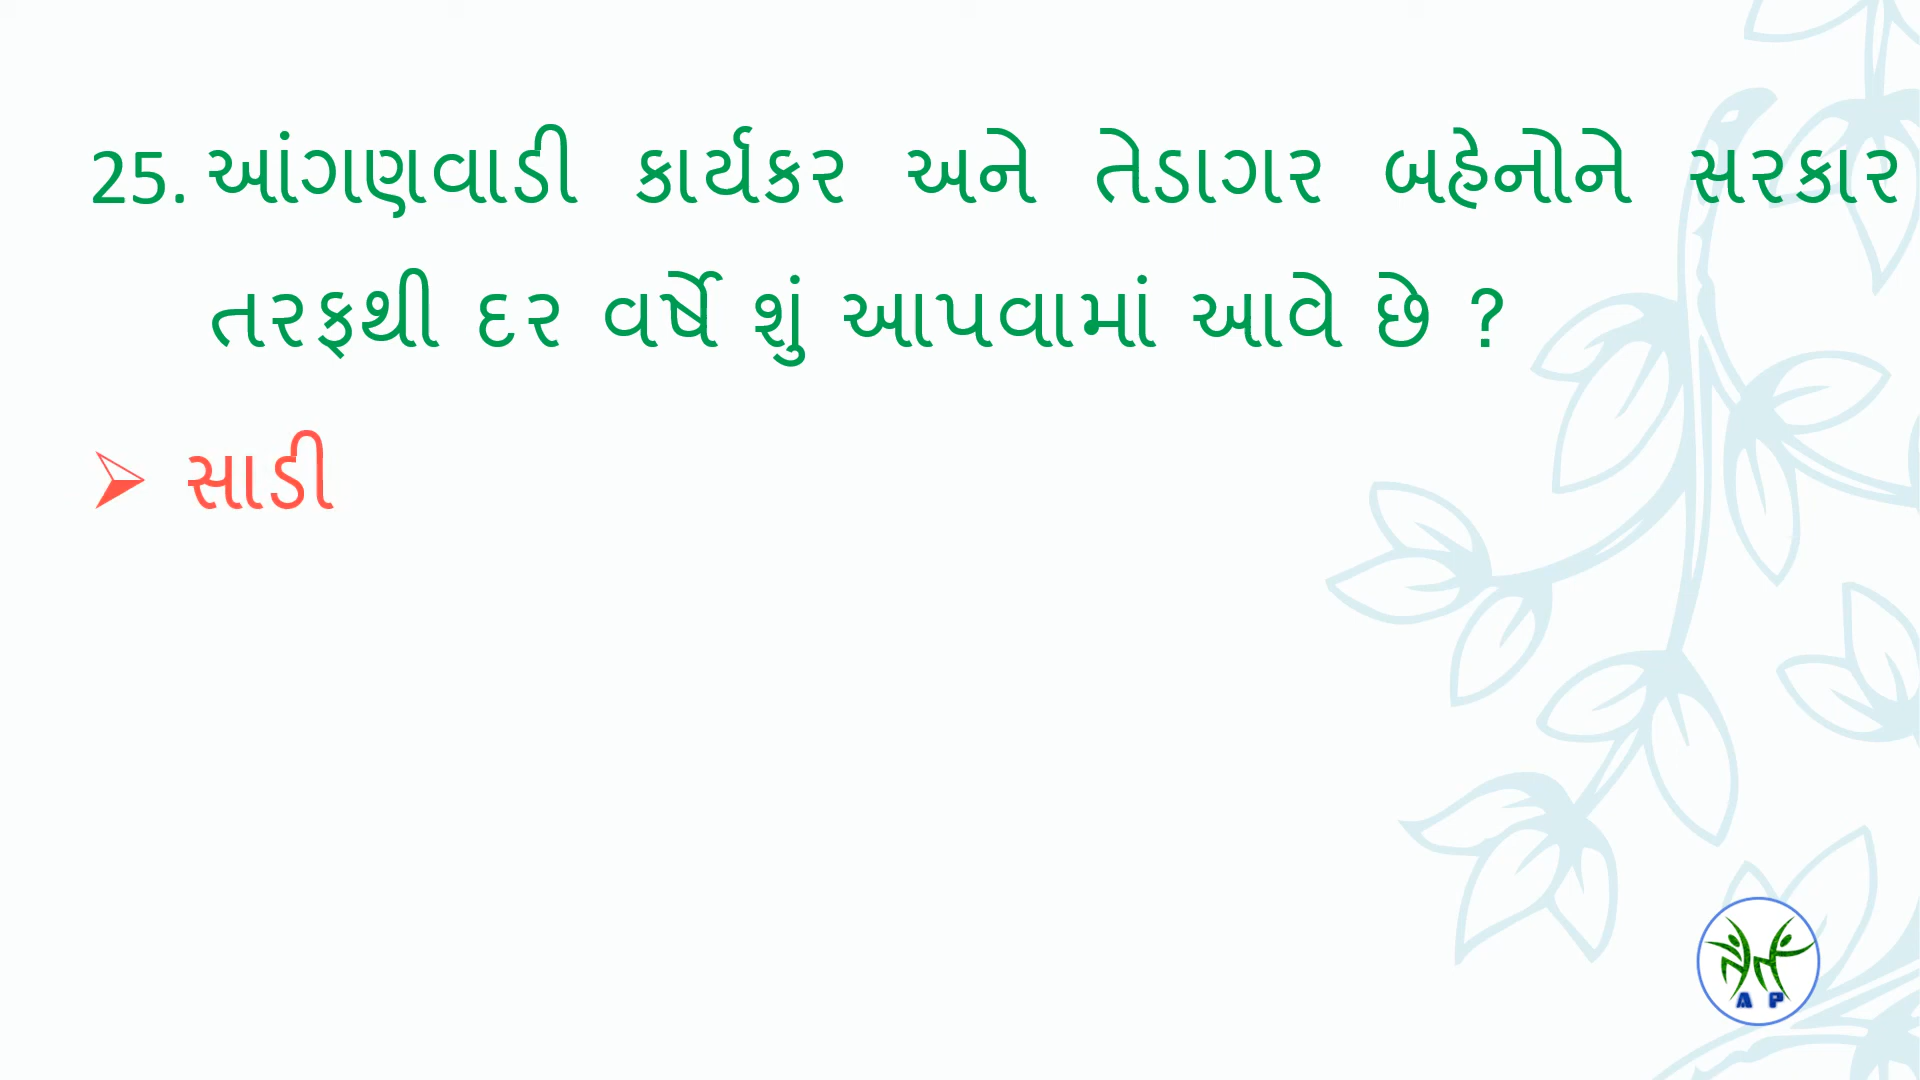 25. આંગણવાડી કાર્યકર અને તેડાગર બહેનોને સરકાર
તરફથી દર વર્ષે શું આપવામાં આવે છે ?
➢ સાડી
A P